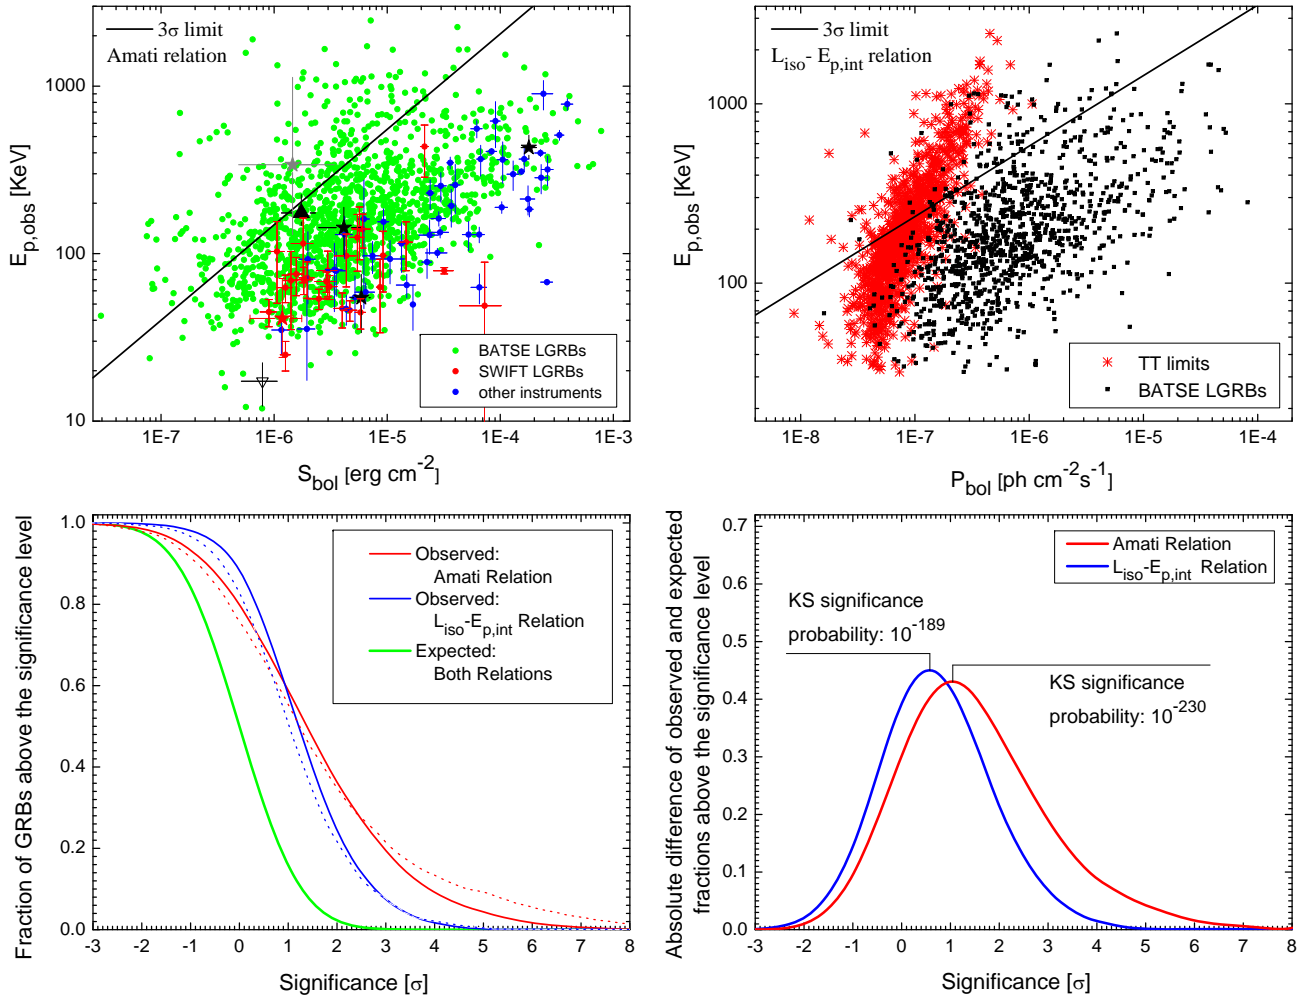 3σ limit
Amati relation
1000
100
10
E_p,obs [KeV]
BATSE LGRBs
SWIFT LGRBs
other instruments
1E-7 1E-6 1E-5 1E-4 1E-3
S_bol [erg cm^-2]
3σ limit
L_iso- E_p,int relation
1000
100
E_p,obs [KeV]
TT limits
BATSE LGRBs
1E-8 1E-7 1E-6 1E-5 1E-4
P_bol [ph cm^-2 s^-1]
1.0
0.8
0.6
0.4
0.2
0.0
Fraction of GRBs above the significance level
Observed:
Amati Relation
Observed:
L_iso-E_p,int Relation
Expected:
Both Relations
-3 -2 -1 0 1 2 3 4 5 6 7 8
Significance [σ]
0.7
0.6
0.5
0.4
0.3
0.2
0.1
0.0
Absolute difference of observed and expected
fractions above the significance level
Amati Relation
L_iso-E_p,int Relation
KS significance
probability: 10^-189
KS significance
probability: 10^-230
-3 -2 -1 0 1 2 3 4 5 6 7 8
Significance [σ]